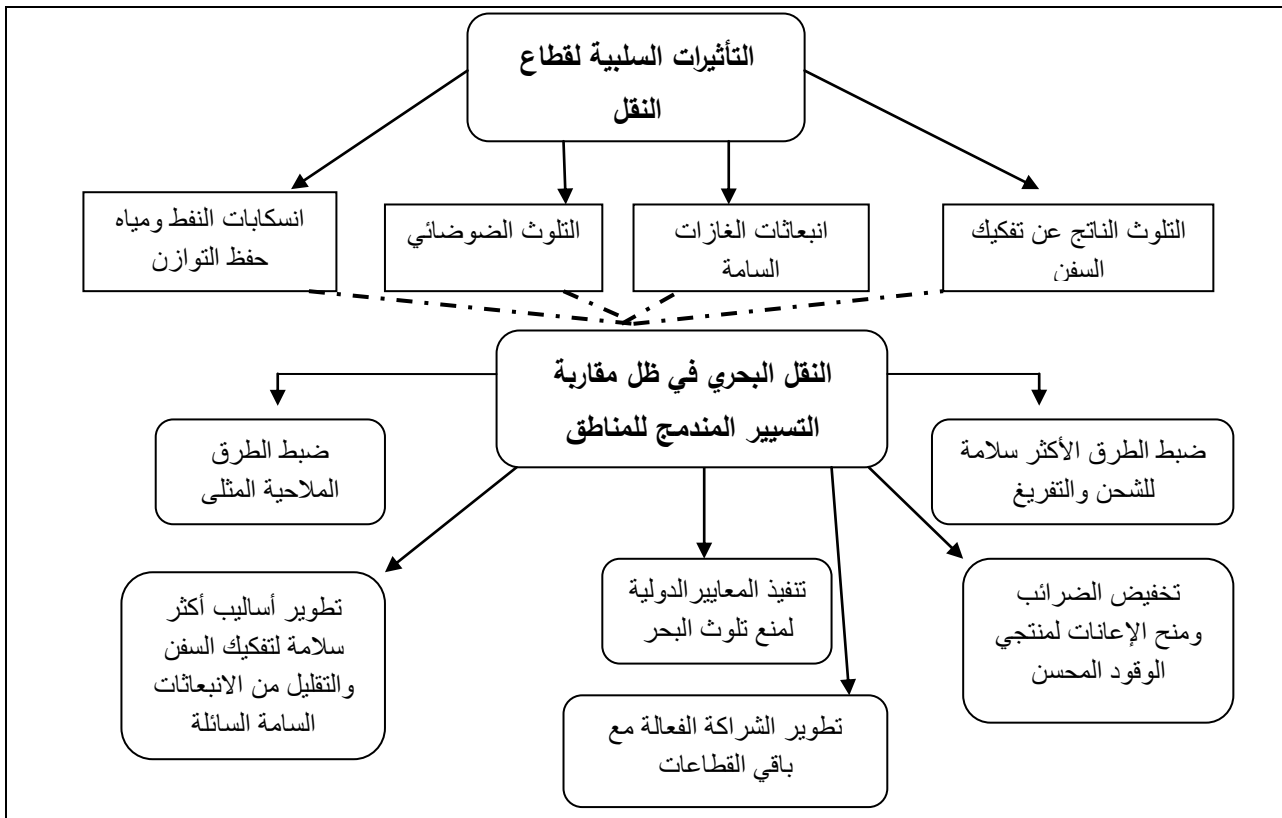 التأثيرات السلبية لقطاع
النقل
التلوث الناتج عن تفكيك
السفن
انبعاثات الغازات
السامة
التلوث الضوضائي
انسكابات النفط ومياه
حفظ التوازن
النقل البحري في ظل مقاربة
التسيير المندمج للمناطق
ضبط الطرق الأكثر سلامة
للشحن والتفريغ
ضبط الطرق
الملاحية المثلى
تخفيض الضرائب
ومنح الإعانات لمنتجي
الوقود المحسن
تنفيذ المعايير الدولية
لمنع تلوث البحر
تطوير أساليب أكثر
سلامة لتفكيك السفن
والتقليل من الانبعاثات
السامة السائلة
تطوير الشراكة الفعالة مع
باقي القطاعات